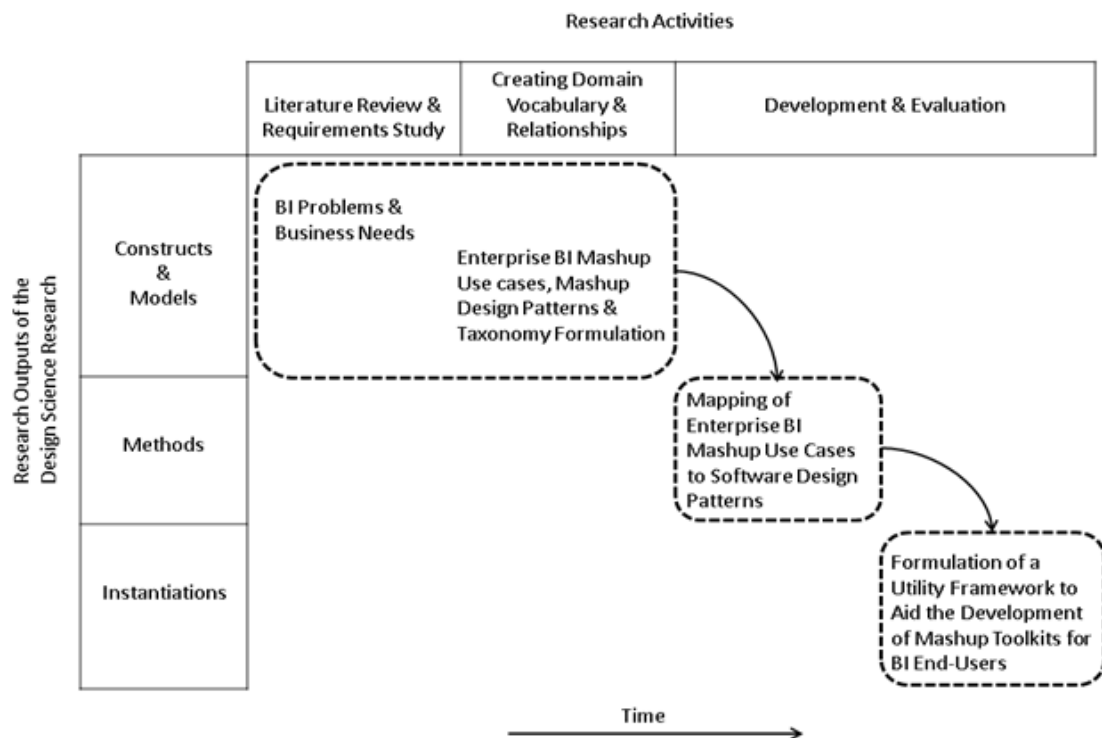 Research Activities
Literature Review &
Requirements Study
Creating Domain
Vocabulary &
Relationships
Development & Evaluation
Research Outputs of the
Design Science Research
Constructs
&
Models
BI Problems &
Business Needs
Enterprise BI Mashup
Use cases, Mashup
Design Patterns &
Taxonomy Formulation
Methods
Mapping of
Enterprise BI
Mashup Use Cases
to Software Design
Patterns
Instantiations
Formulation of a
Utility Framework to
Aid the Development
of Mashup Toolkits for
BI End-Users
Time